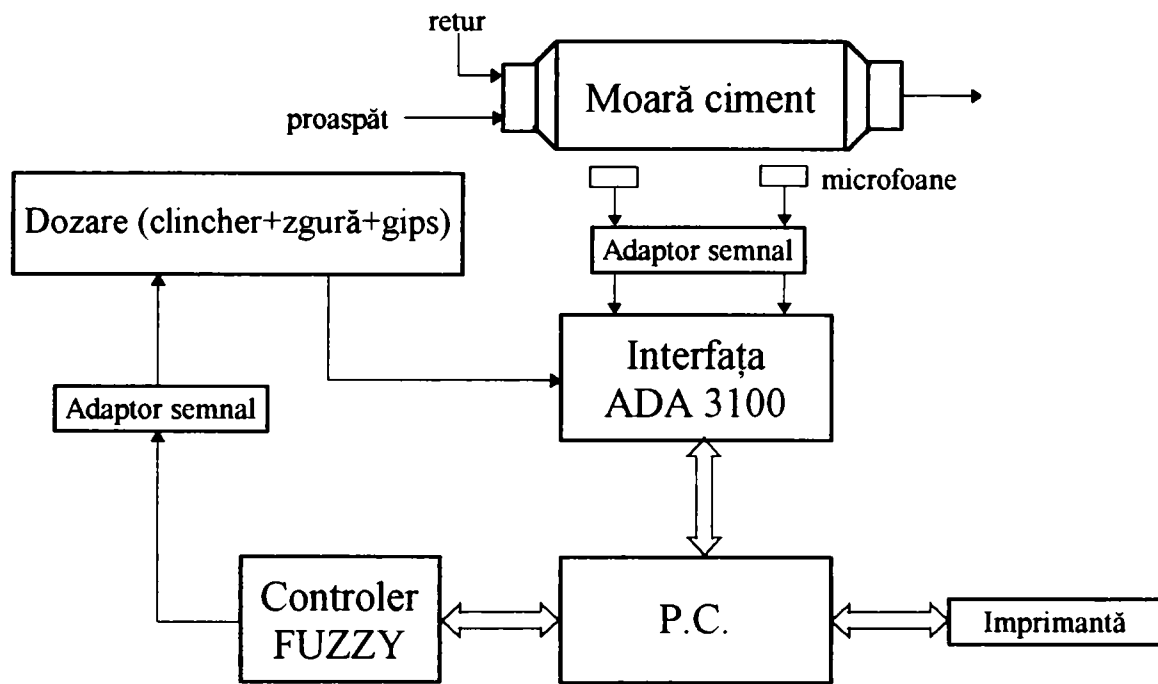 retur
Moară ciment
proaspăt
microfoane
Dozare (clincher+zgură+gips)
Adaptor semnal
Interfața
ADA 3100
Adaptor semnal
Controler
FUZZY
P.C.
Imprimantă